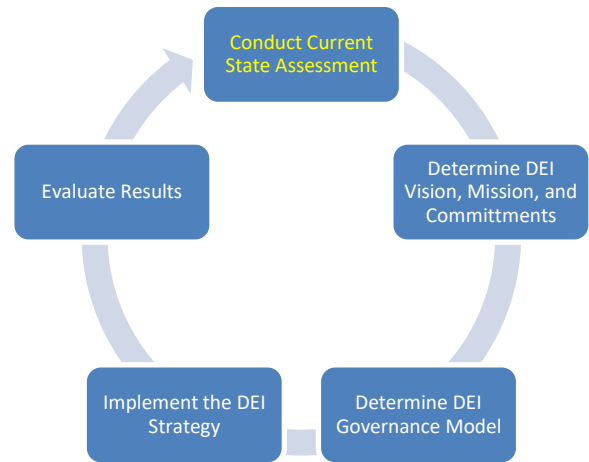 Conduct Current
State Assessment
Determine DEI
Vision, Mission, and
Committments
Determine DEI
Governance Model
Implement the DEI
Strategy
Evaluate Results